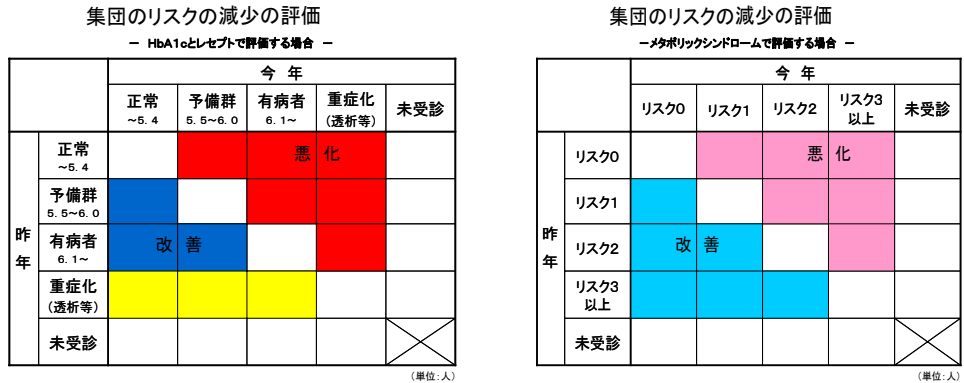 集団のリスクの減少の評価
－ HbA1cとレセプトで評価する場合 －
今 年
正常 予備群 有病者 重症化 未受診
～5.4 5.5～6.0 6.1～ (透析等)
昨年
正常 悪 化
～5.4
予備群
5.5～6.0
有病者 改 善
6.1～
重症化
(透析等)
未受診
(単位:人)
集団のリスクの減少の評価
－メタボリックシンドロームで評価する場合 －
今 年
リスク0 リスク1 リスク2 リスク3以上 未受診
昨年
リスク0 悪 化
リスク1
リスク2 改 善
リスク3
以上
未受診
(単位:人)